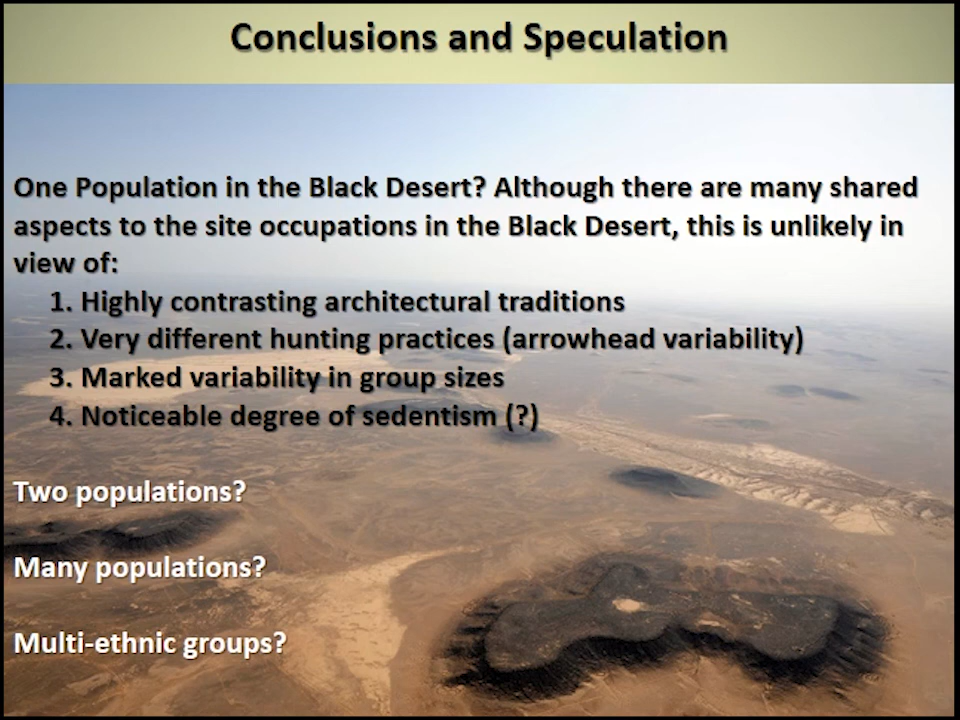 Conclusions and Speculation
One Population in the Black Desert? Although there are many shared
aspects to the site occupations in the Black Desert, this is unlikely in
view of:
1. Highly contrasting architectural traditions
2. Very different hunting practices (arrowhead variability)
3. Marked variability in group sizes
4. Noticeable degree of sedentism (?)
Two populations?
Many populations?
Multi-ethnic groups?